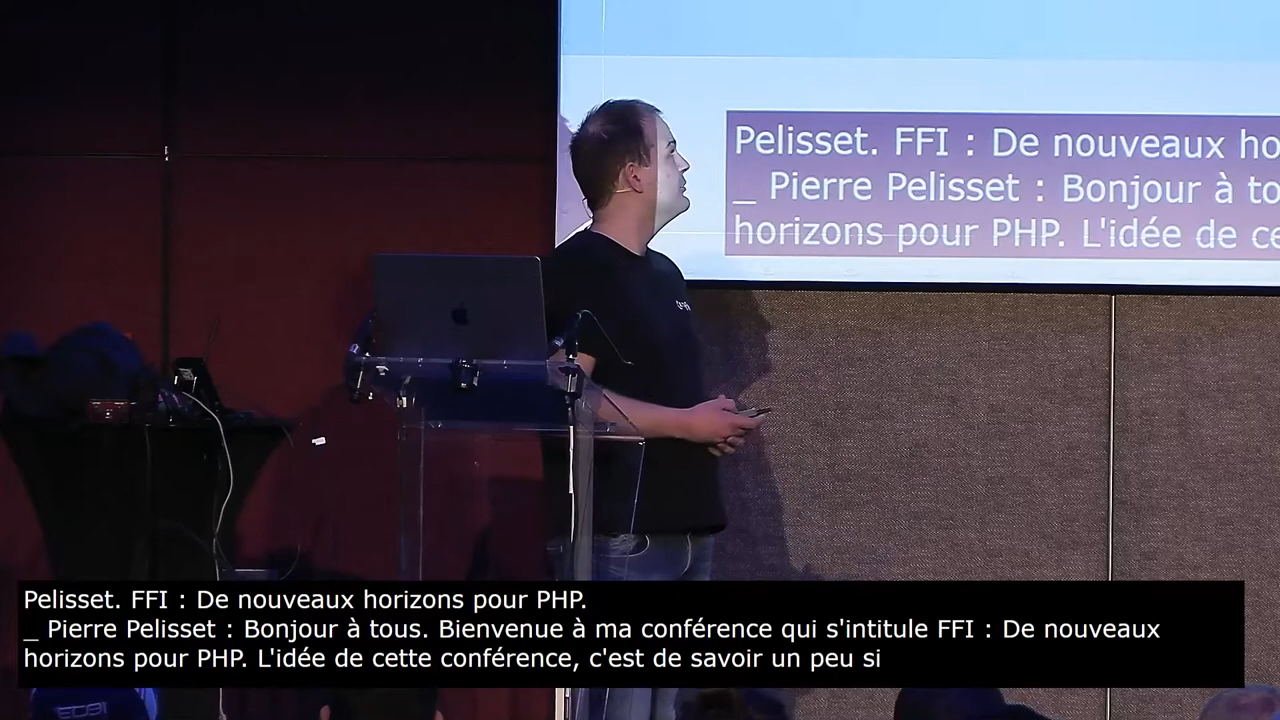 Pelisset. FFI : De nouveaux ho
_ Pierre Pelisset : Bonjour à to
horizons pour PHP. L'idée de ce
Pelisset. FFI : De nouveaux horizons pour PHP.
_ Pierre Pelisset : Bonjour à tous. Bienvenue à ma conférence qui s'intitule FFI : De nouveaux
horizons pour PHP. L'idée de cette conférence, c'est de savoir un peu si